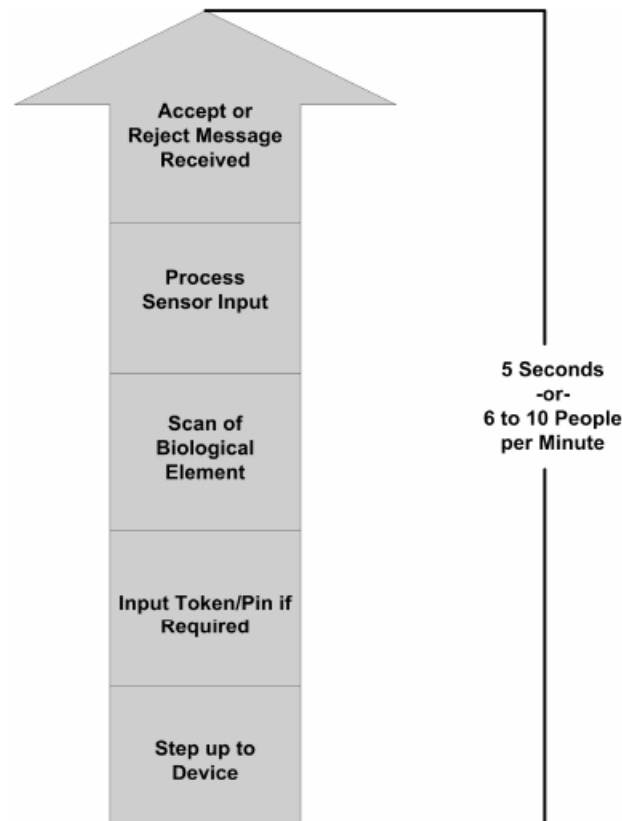 Accept or
Reject Message
Received
Process
Sensor Input
Scan of
Biological
Element
Input Token/Pin if
Required
Step up to
Device
5 Seconds
-or-
6 to 10 People
per Minute